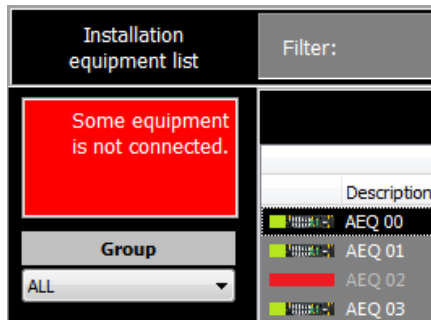 Installation
equipment list
Filter:
Some equipment
is not connected.
Group
ALL
Description
AEQ 00
AEQ 01
AEQ 02
AEQ 03